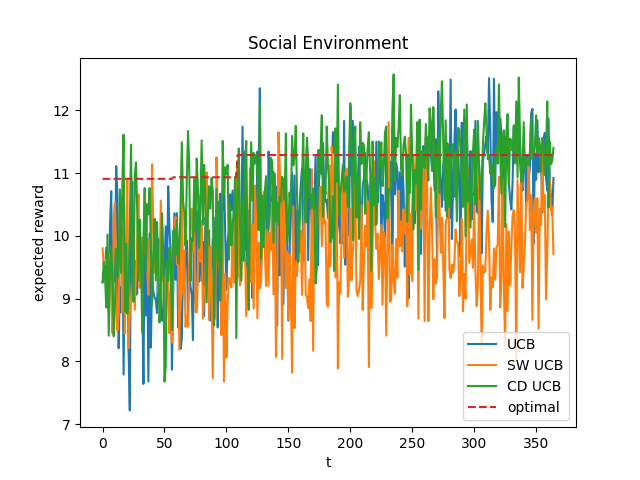 Social Environment
expected reward
12
11
10
9
8
7
0
50
100
150
200
250
300
350
t
UCB
SW UCB
CD UCB
optimal